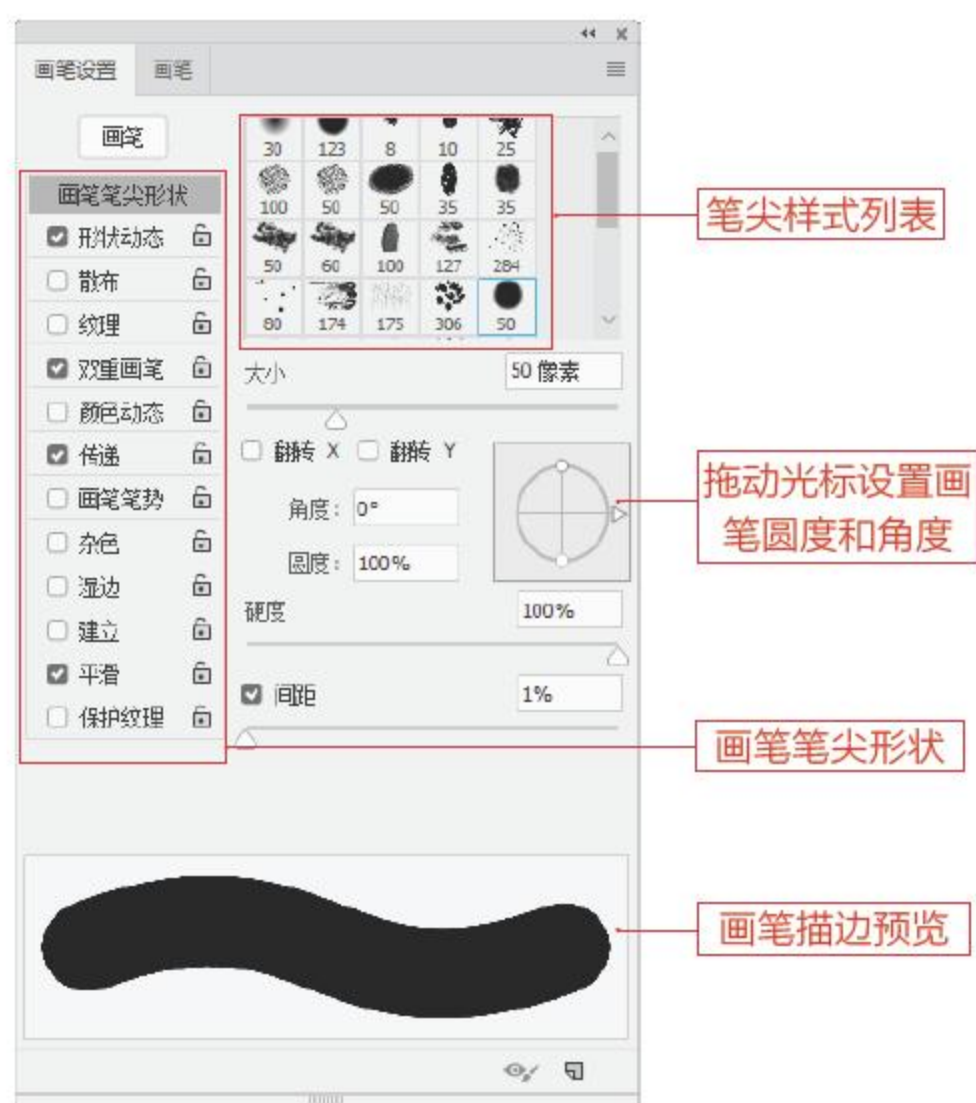 画笔设置 画笔
画笔
30 123 8 10 25
100 50 50 35 35
50 60 100 127 284
80 174 175 306 50
画笔笔尖形状
形状动态
散布
纹理
双重画笔
颜色动态
传递
画笔笔势
杂色
湿边
建立
平滑
保护纹理
大小 50 像素
翻转 X 翻转 Y
角度: 0°
圆度: 100%
硬度 100%
间距 1%
笔尖样式列表
拖动光标设置画
笔圆度和角度
画笔笔尖形状
画笔描边预览